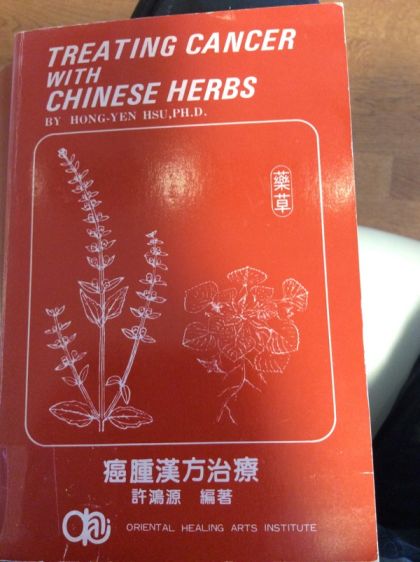 TREATING CANCER
WITH
CHINESE HERBS
BY HONG-YEN HSU, PH.D.
藥草
癌腫漢方治療
許鴻源 編著
ohai
ORIENTAL HEALING ARTS INSTITUTE